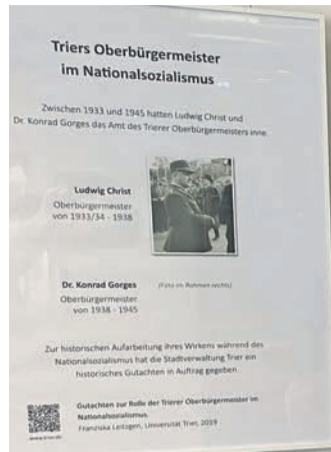 Triers Oberbürgermeister
im Nationalsozialismus
Zwischen 1933 und 1945 hatten Ludwig Christ und
Dr. Konrad Gorges das Amt des Trierer Oberbürgermeisters inne.
Ludwig Christ
Oberbürgermeister
von 1933/34 - 1938
Dr. Konrad Gorges
(Foto im Rahmen rechts)
Oberbürgermeister
von 1938 - 1945
Zur historischen Aufarbeitung ihres Wirkens während des
Nationalsozialismus hat die Stadtverwaltung Trier ein
historisches Gutachten in Auftrag gegeben.
Gutachten zur Rolle der Trierer Oberbürgermeister im
Nationalsozialismus.
Franziska Leitzgen, Universität Trier, 2019
www.trier.de